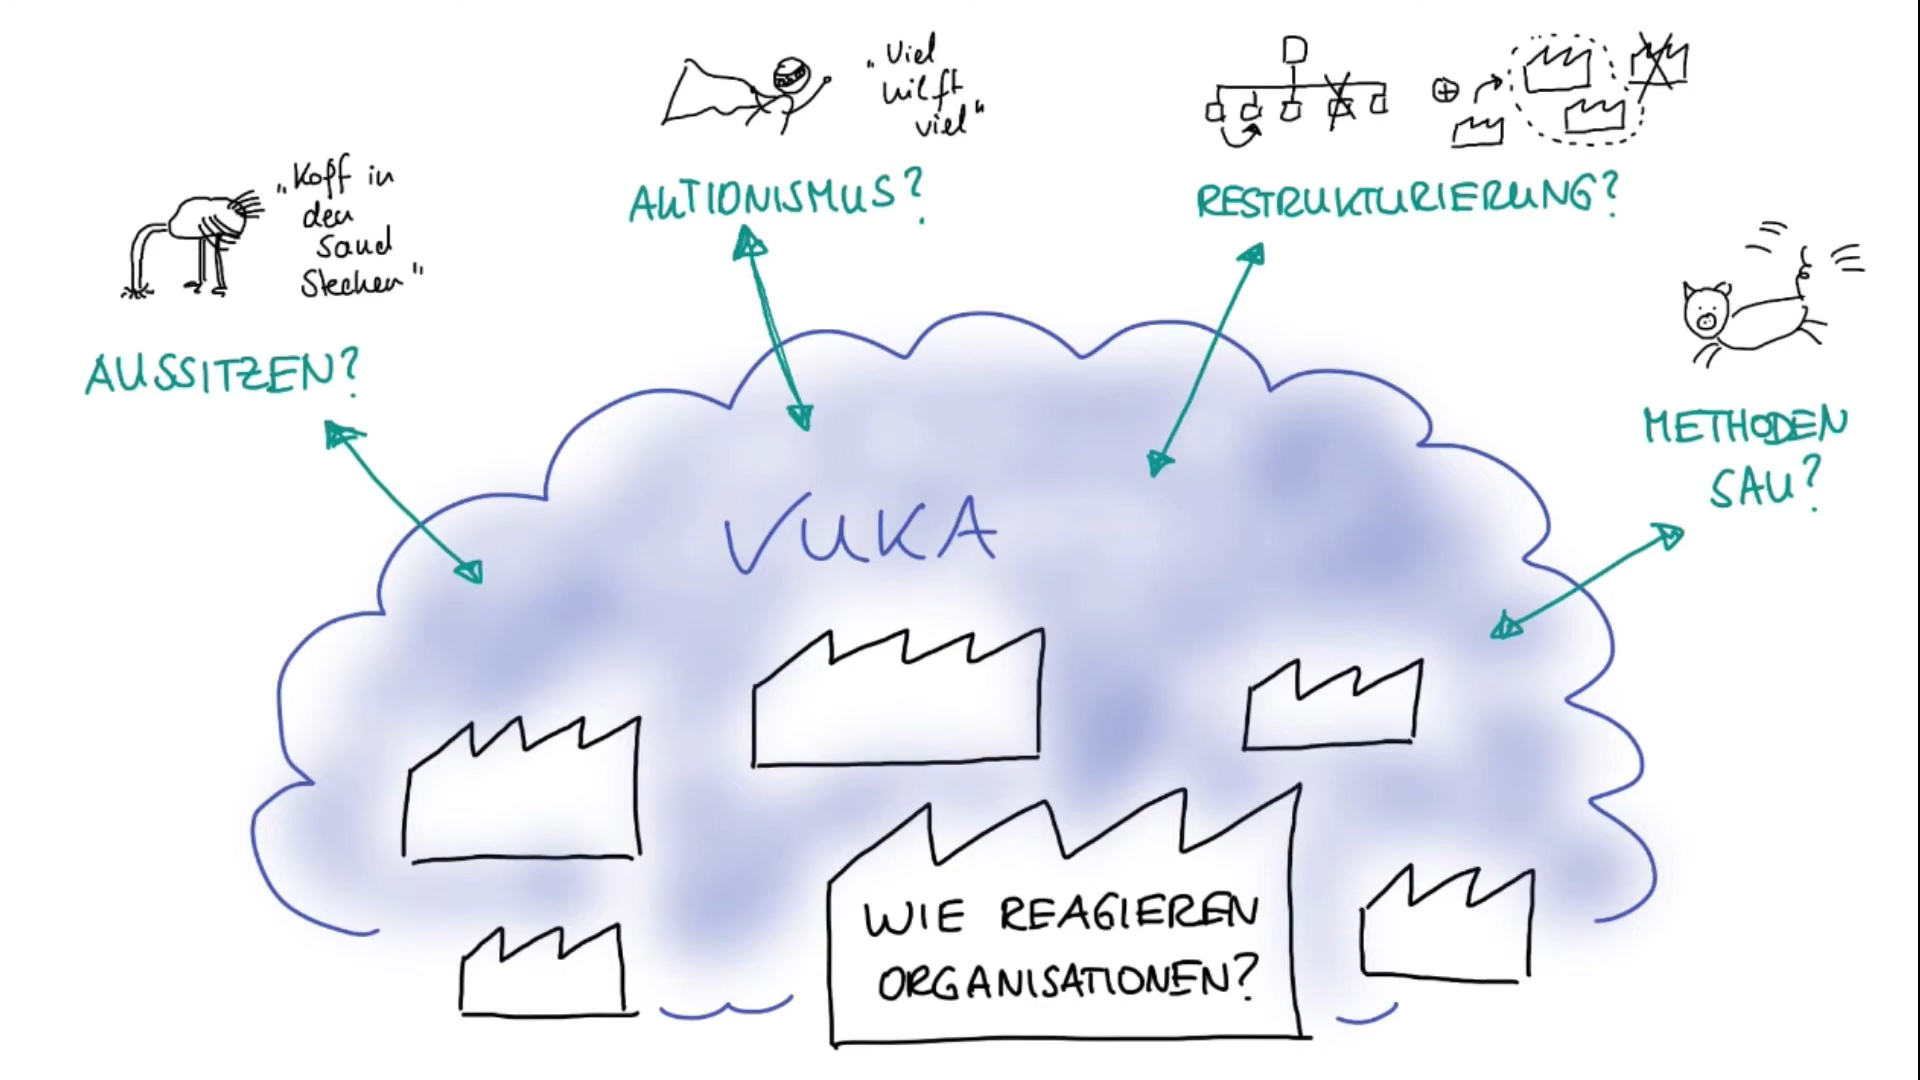 „Viel
hilft
viel"
„Kopf in
den
Sand
stecken"
AKTIONISMUS?
RESTRUKTURIERUNG?
AUSSITZEN?
METHODEN
SAU?
VUKA
WIE REAGIEREN
ORGANISATIONEN?